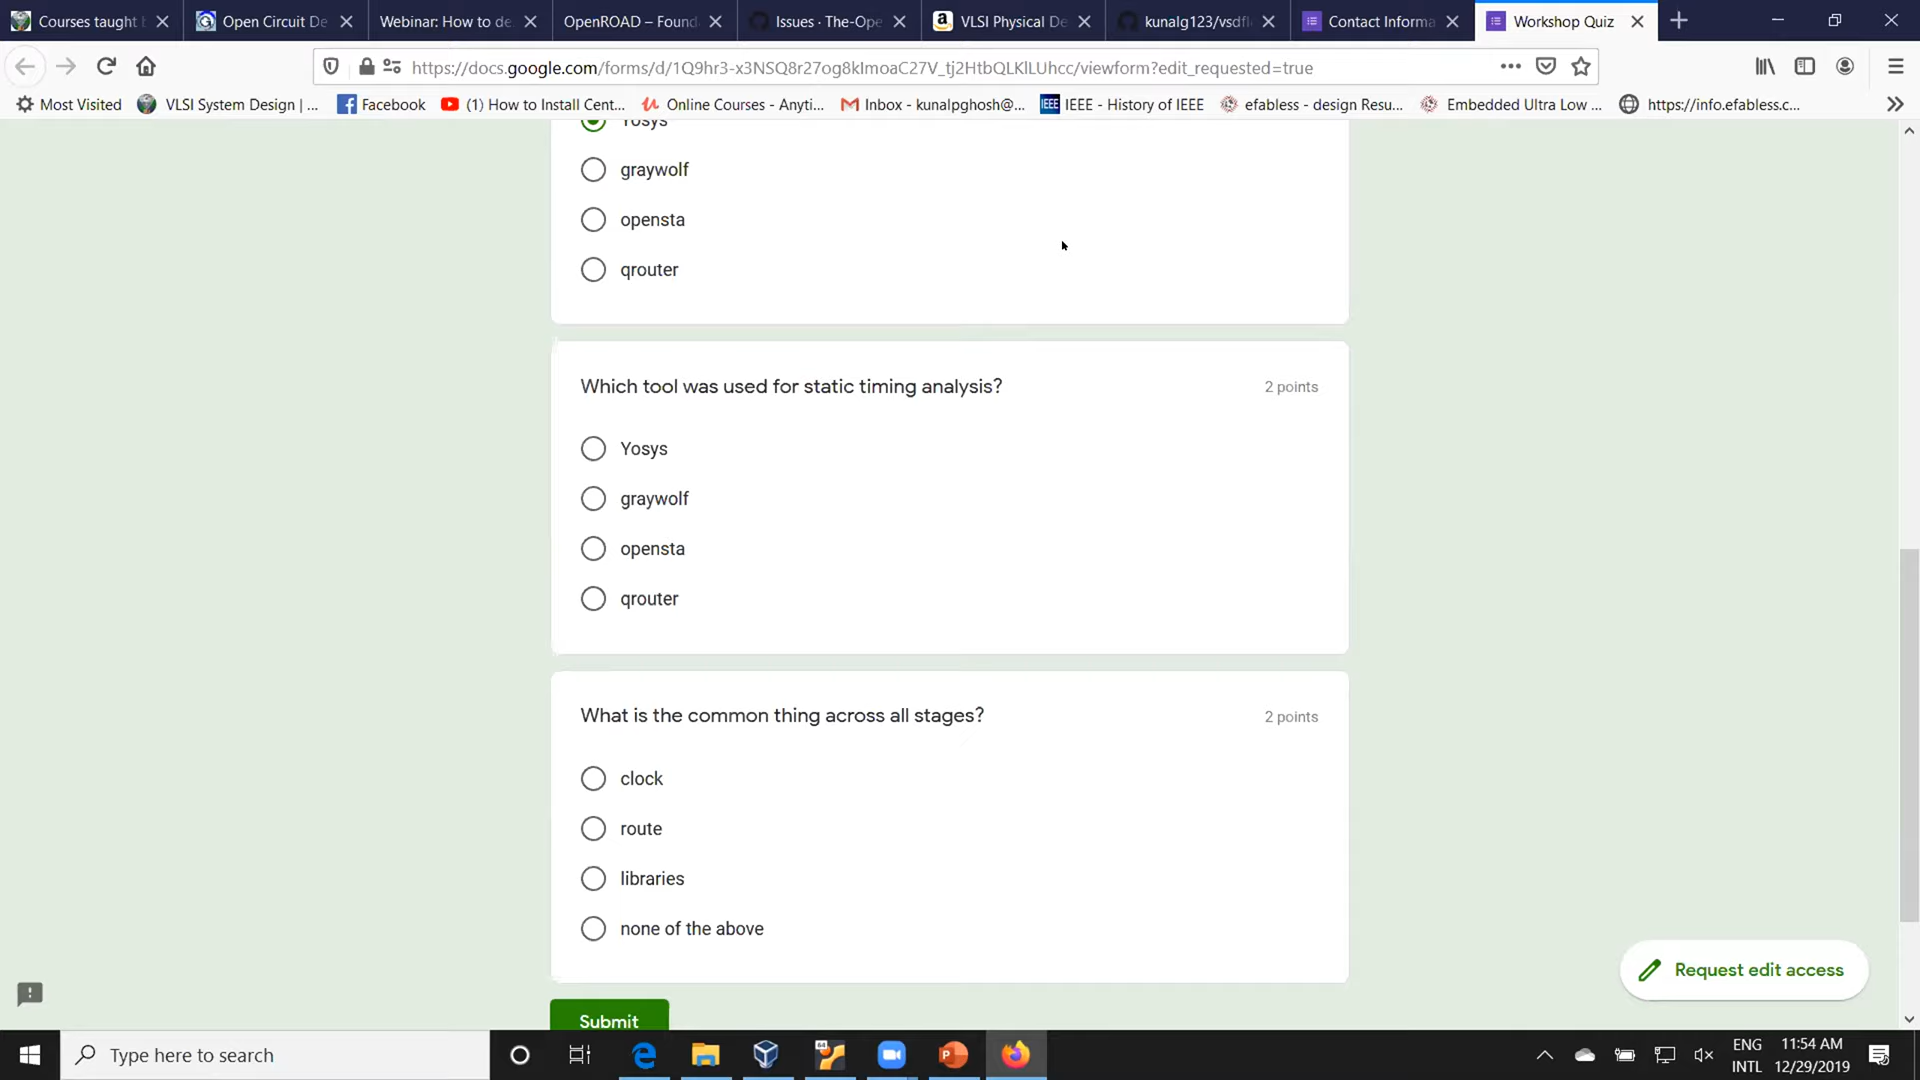 Courses taught
Open Circuit De
Webinar: How to de
OpenROAD – Found
Issues · The-Ope
VLSI Physical De
kunalg123/vsdfl
Contact Informa
Workshop Quiz
https://docs.google.com/forms/d/1Q9hr3-x3NSQ8r27og8kImoaC27V_tj2HtbQLKlLUhcc/viewform?edit_requested=true
Most Visited
VLSI System Design | ...
Facebook
(1) How to Install Cent...
Online Courses - Anyti...
Inbox - kunalpghosh@...
IEEE IEEE - History of IEEE
efabless - design Resu...
Embedded Ultra Low ...
https://info.efabless.c...
Yosys
graywolf
opensta
qrouter
Which tool was used for static timing analysis? 2 points
Yosys
graywolf
opensta
qrouter
What is the common thing across all stages? 2 points
clock
route
libraries
none of the above
Request edit access
Submit
Type here to search
ENG 11:54 AM
INTL 12/29/2019